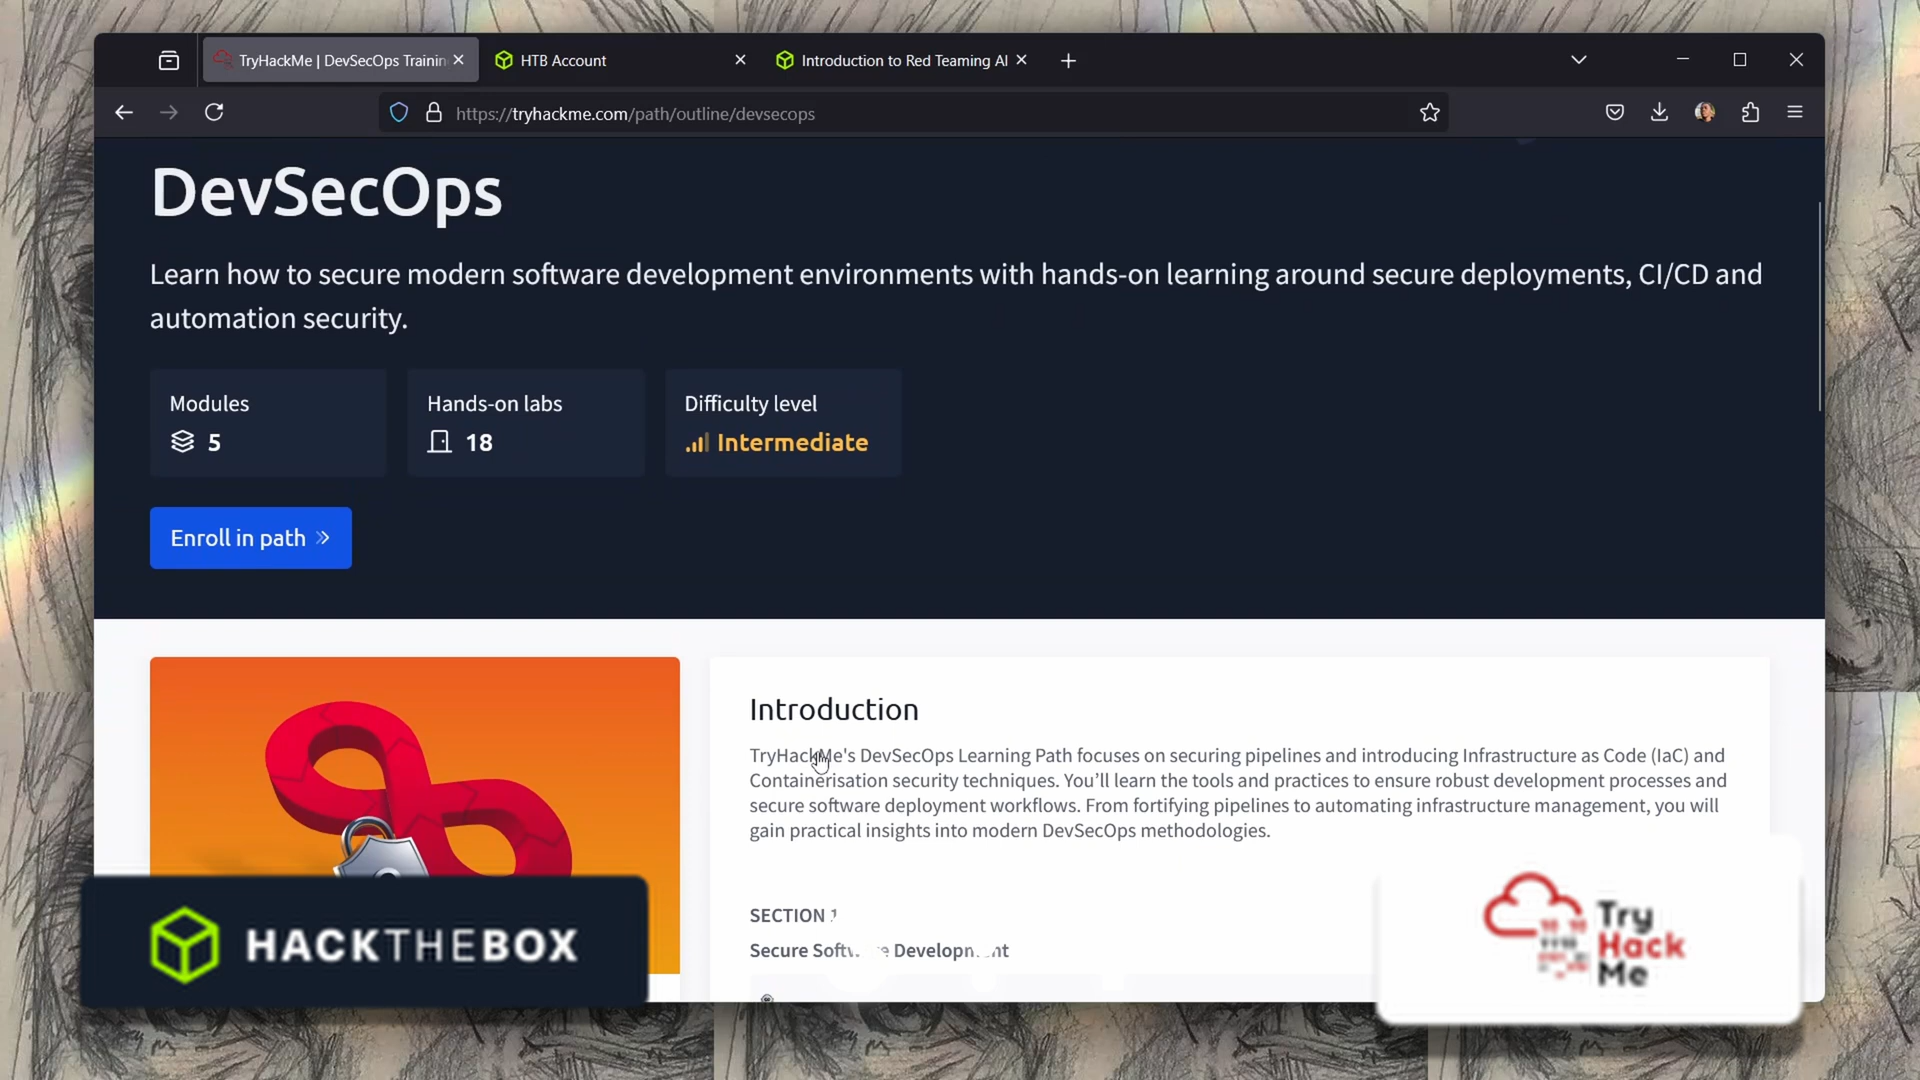 TryHackMe | DevSecOps Trainin
HTB Account
Introduction to Red Teaming AI
https://tryhackme.com/path/outline/devsecops
DevSecOps
Learn how to secure modern software development environments with hands-on learning around secure deployments, CI/CD and
automation security.
Modules
5
Hands-on labs
18
Difficulty level
Intermediate
Enroll in path
Introduction
TryHackMe's DevSecOps Learning Path focuses on securing pipelines and introducing Infrastructure as Code (IaC) and
Containerisation security techniques. You’ll learn the tools and practices to ensure robust development processes and
secure software deployment workflows. From fortifying pipelines to automating infrastructure management, you will
gain practical insights into modern DevSecOps methodologies.
SECTION
Secure
HACKTHEBOX
Try
Hack
Me